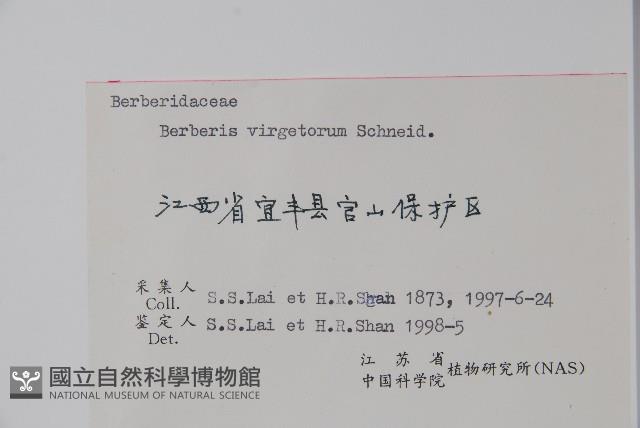 Berberidaceae
Berberis virgetorum Schneid.
江西省宜丰县官山保护区
采集人 Coll. S.S.Lai et H.R.Shan 1873, 1997-6-24
鉴定人 Det. S.S.Lai et H.R.Shan 1998-5
江苏省
中国科学院 植物研究所(NAS)
國立自然科學博物館
NATIONAL MUSEUM OF NATURAL SCIENCE